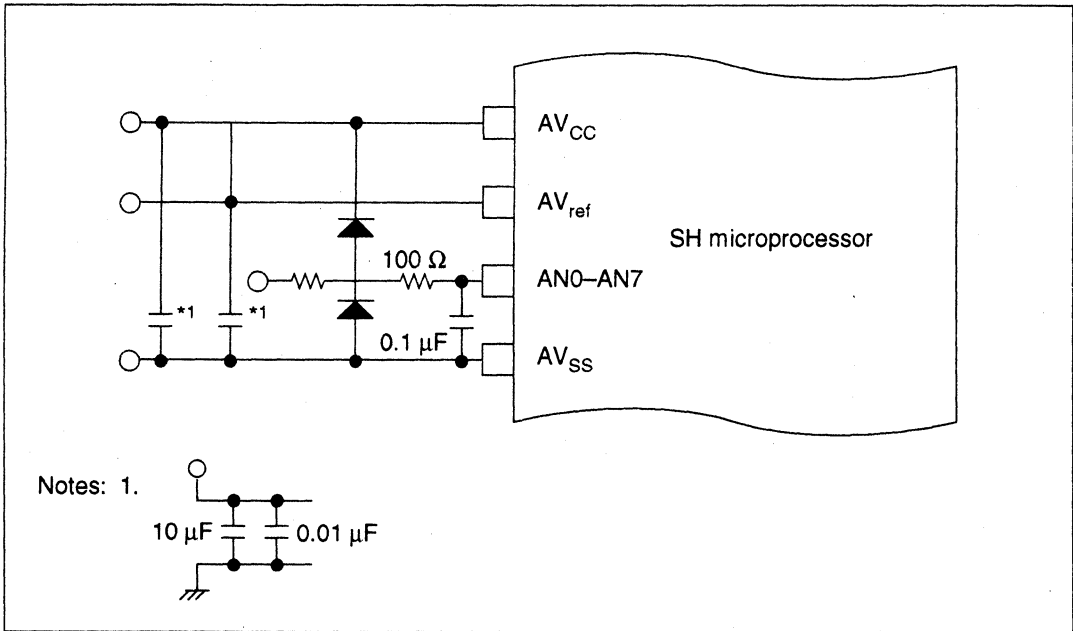 AVCC
AVref
SH microprocessor
100 Ω
AN0–AN7
*1
*1
0.1 µF
AVSS
Notes: 1.
10 µF
0.01 µF